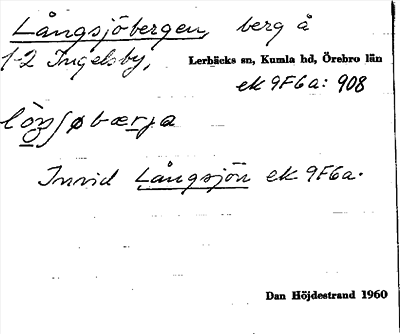 Långsjöbergen, berg å
1-2 Ingelsby, Lerbäcks sn, Kumla hd, Örebro län
ek 9F6a: 908
Invid Långsjön ek 9F6a.
Dan Höjdestrand 1960